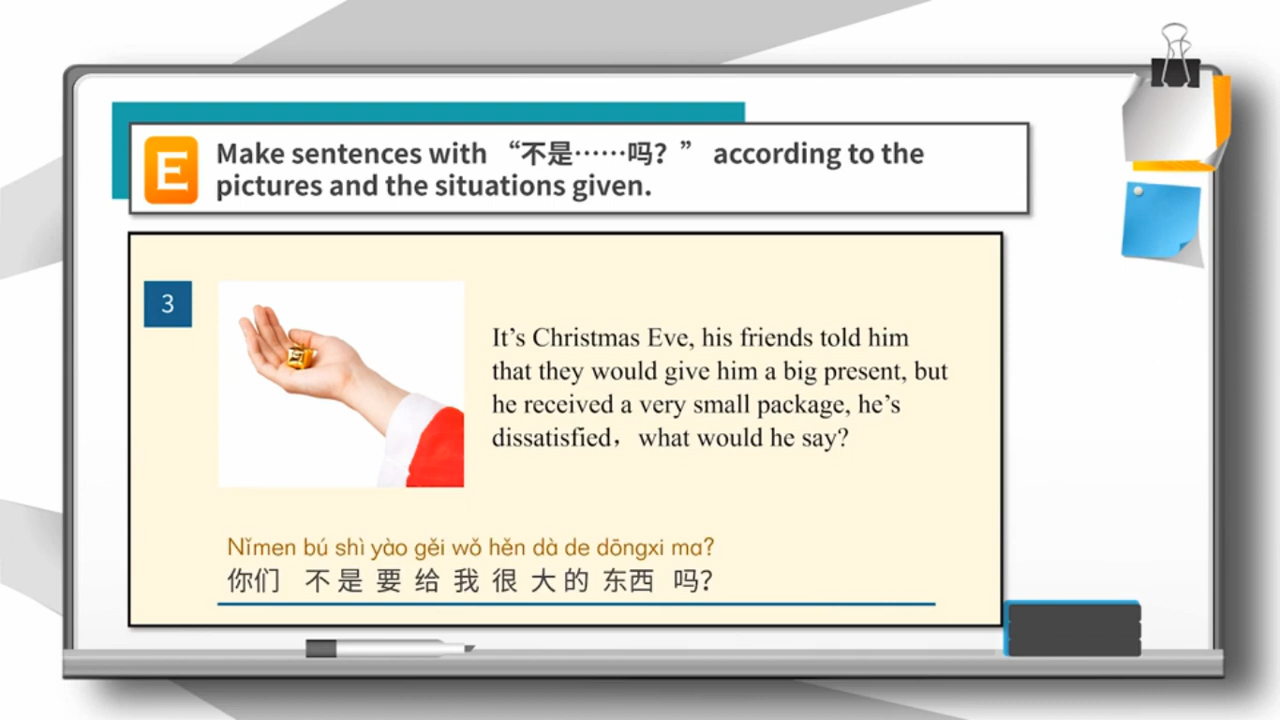 E
Make sentences with “不是……吗？” according to the
pictures and the situations given.
3
It’s Christmas Eve, his friends told him
that they would give him a big present, but
he received a very small package, he’s
dissatisfied，what would he say?
Nǐmen bú shì yào gěi wǒ hěn dà de dōngxi ma?
你们 不 是 要 给 我 很 大 的 东西 吗?